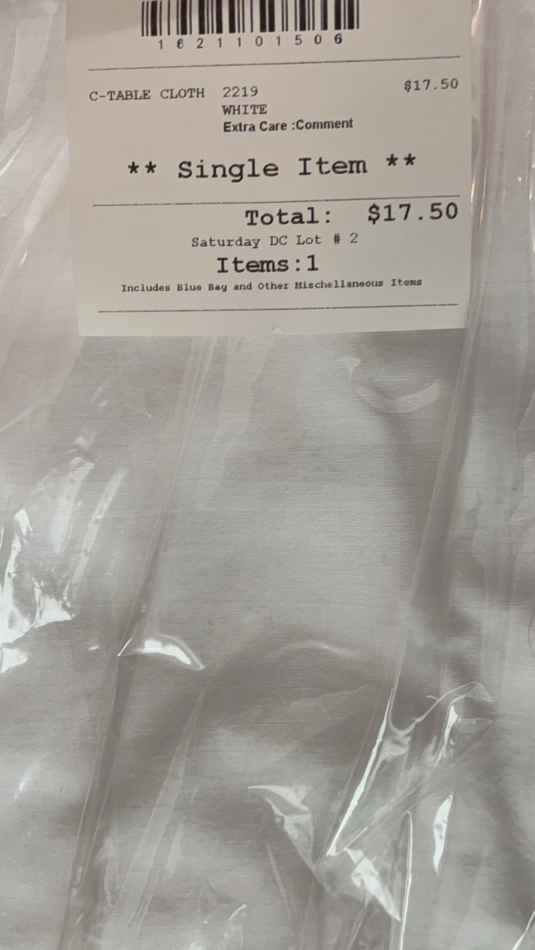 1621101506
C-TABLE CLOTH 2219 $17.50
WHITE
Extra Care :Comment
** Single Item **
Total: $17.50
Saturday DC Lot # 2
Items:1
Includes Blue Bag and Other Mischellaneous Items